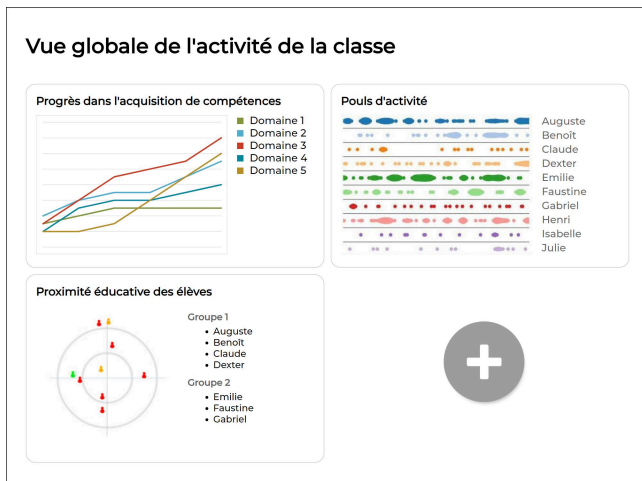 Vue globale de l'activité de la classe
Progrès dans l'acquisition de compétences
Domaine 1
Domaine 2
Domaine 3
Domaine 4
Domaine 5
Pouls d'activité
Auguste
Benoît
Claude
Dexter
Emilie
Faustine
Gabriel
Henri
Isabelle
Julie
Proximité éducative des élèves
Groupe 1
Auguste
Benoît
Claude
Dexter
Groupe 2
Emilie
Faustine
Gabriel